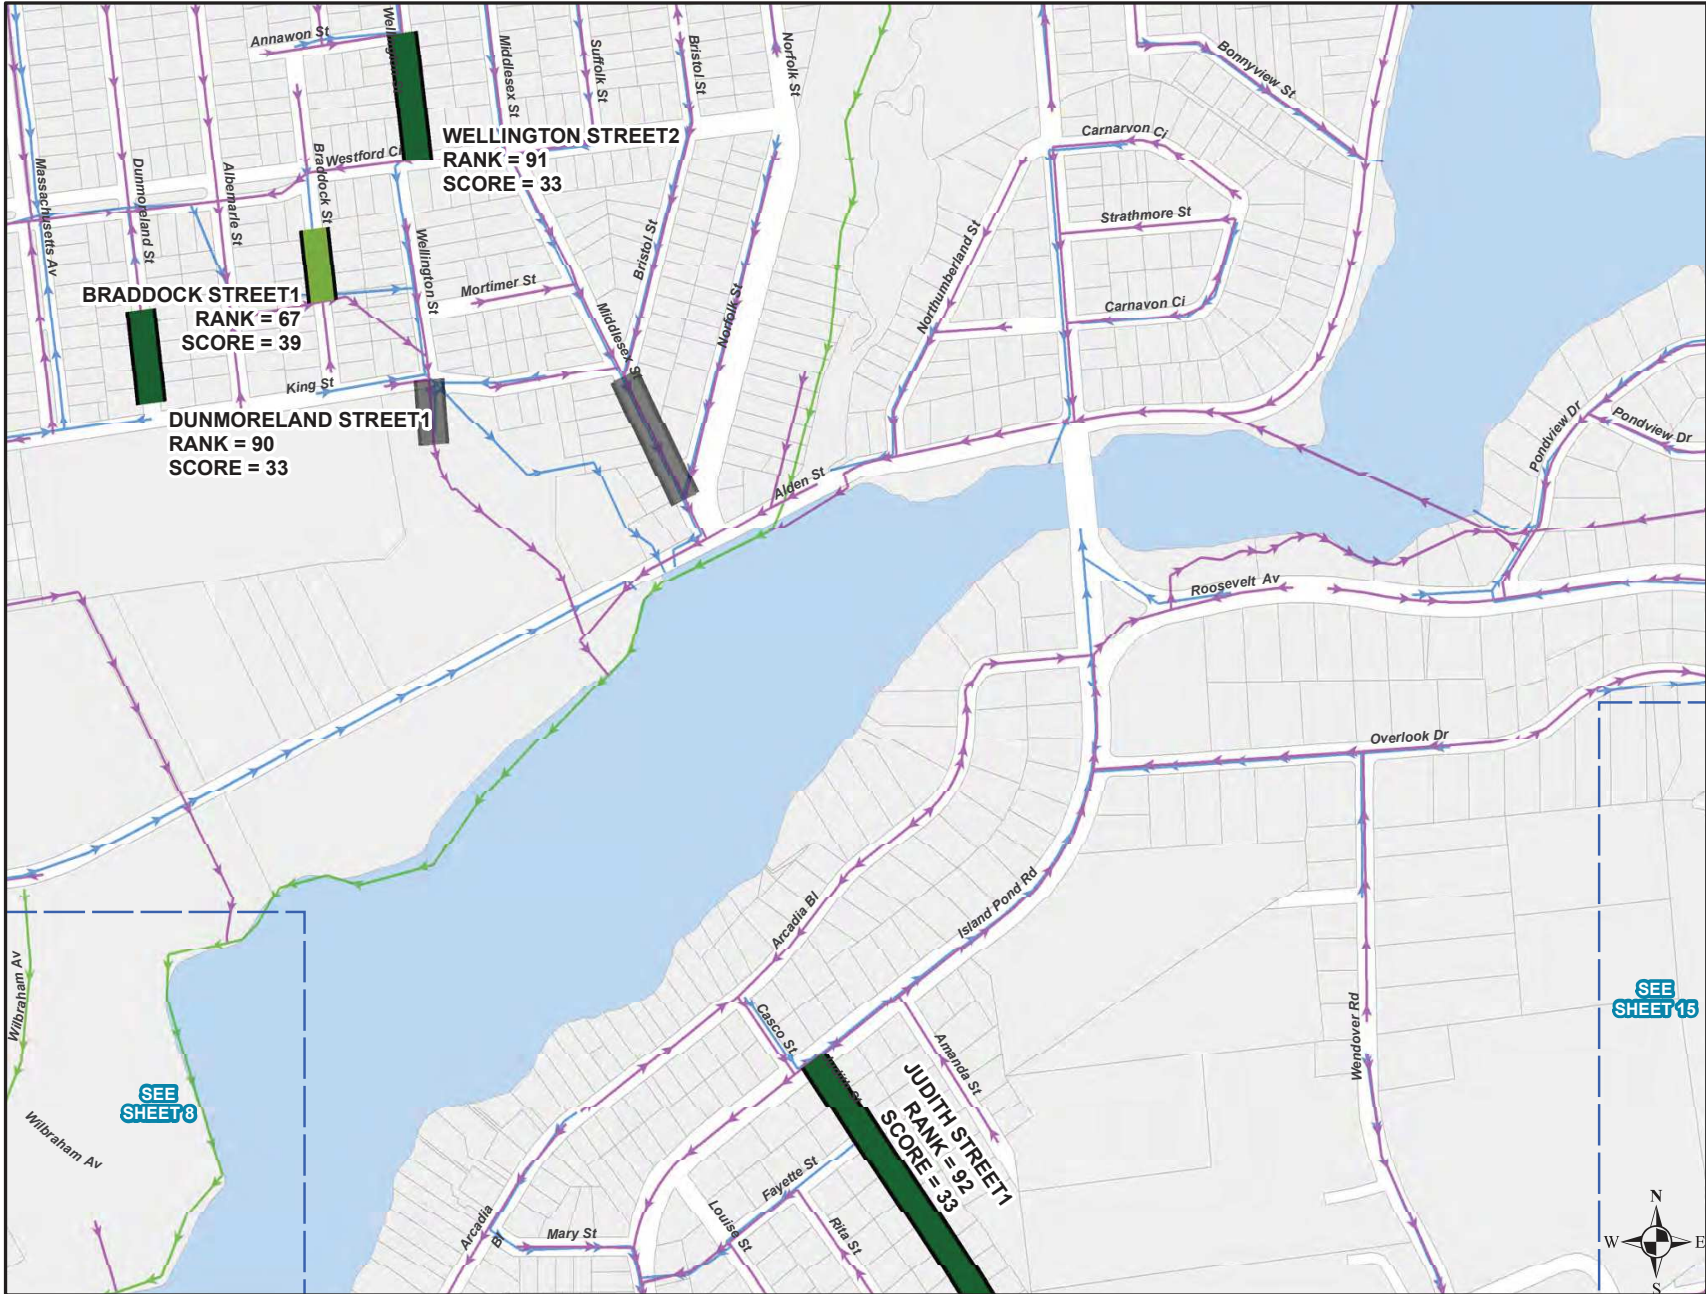 Annawon St
Wellington St
Middlesex St
Suffolk St
Bristol St
Norfolk St
Bonnyview St
WELLINGTON STREET2
RANK = 91
SCORE = 33
Carnarvon Ci
Massachusetts Av
Dunmoreland St
Albemarle St
Braddock St
Westford Ci
Strathmore St
Bristol St
Northumberland St
Wellington St
Mortimer St
Carnavon Ci
BRADDOCK STREET1
RANK = 67
SCORE = 39
Middlesex St
Norfolk St
King St
DUNMORELAND STREET1
RANK = 90
SCORE = 33
Pondview Dr
Pondview Dr
Alden St
Roosevelt Av
Overlook Dr
Arcadia Bl
Island Pond Rd
Wilbraham Av
SEE
SHEET 15
Casco St
Wendover Rd
Amanda St
SEE
SHEET 8
Judith St
JUDITH STREET1
RANK = 92
SCORE = 33
Wilbraham Av
Fayette St
Arcadia
Bl
Mary St
Louise St
Rita St
N
W
E
S